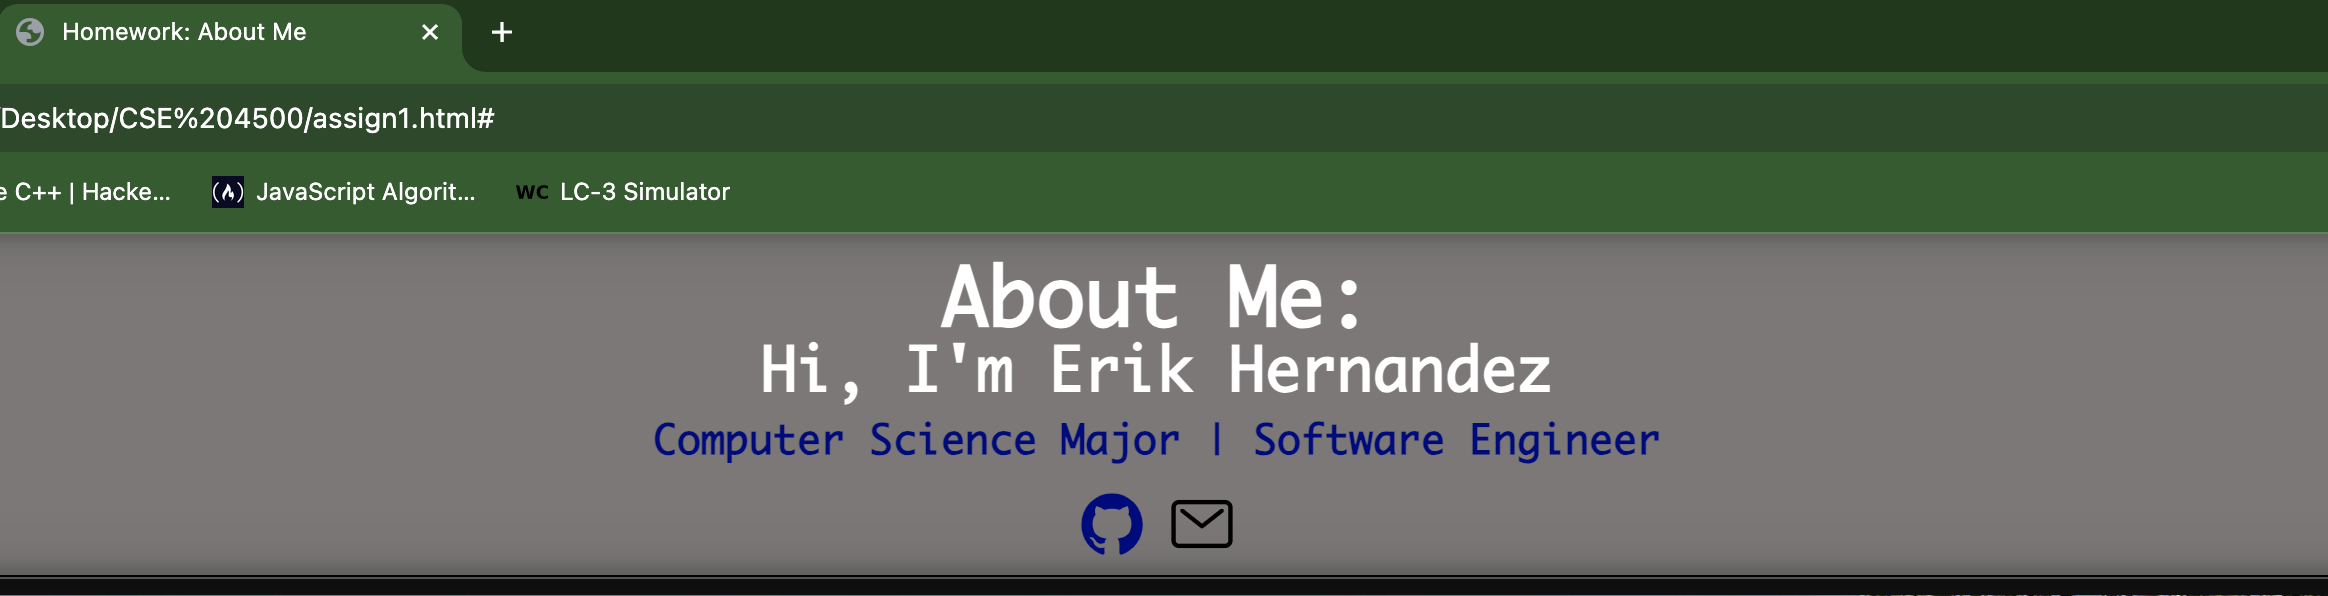 Homework: About Me
Desktop/CSE%204500/assign1.html#
e C++ | Hacke... JavaScript Algorit... WC LC-3 Simulator
About Me:
Hi, I'm Erik Hernandez
Computer Science Major | Software Engineer